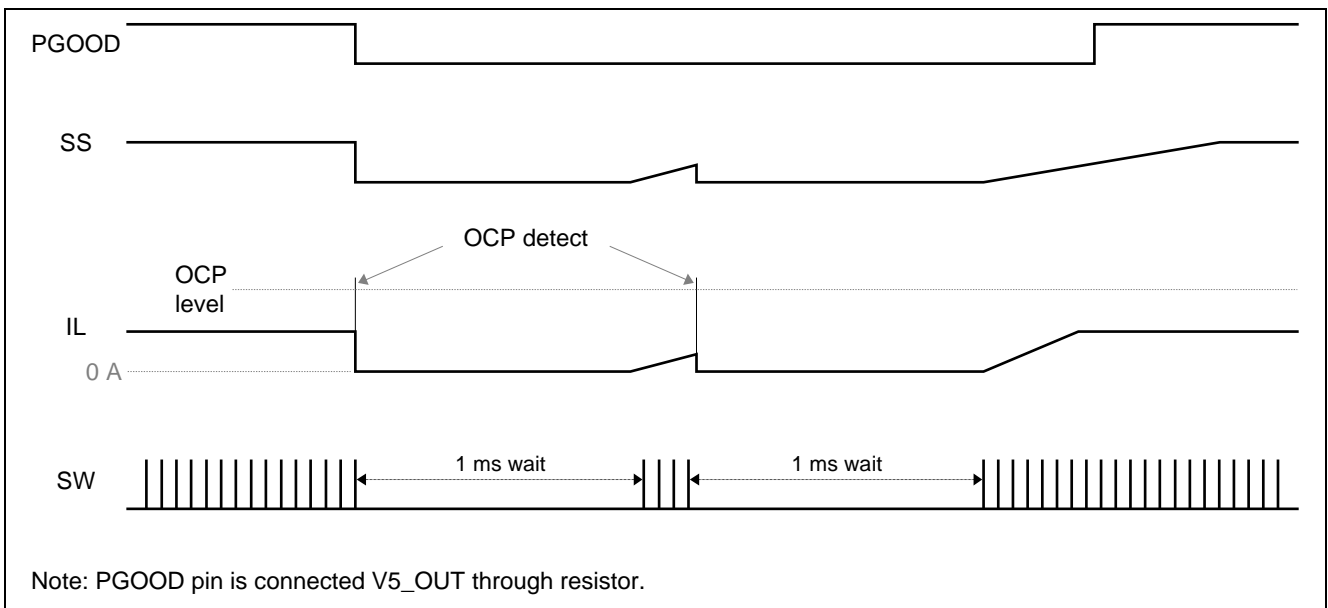 PGOOD
SS
OCP detect
OCP
level
IL
0 A
1 ms wait
1 ms wait
SW
Note: PGOOD pin is connected V5_OUT through resistor.